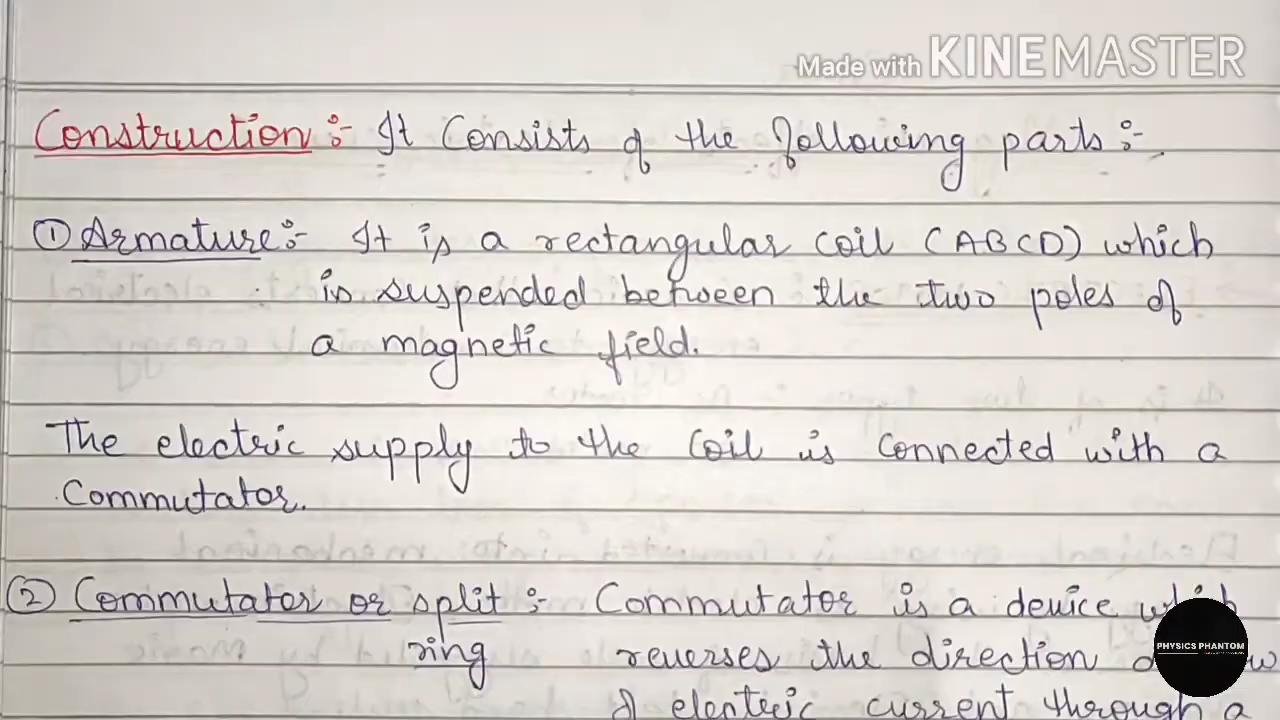 Made with KINEMASTER
Construction :- It Consists of the following parts :-
① Armature :- It is a rectangular coil (ABCD) which
is suspended between the two poles of
a magnetic field.
The electric supply to the coil is connected with a
Commutator.
② Commutator or split :- Commutator is a device which
ring reverses the direction
of electric current through a
PHYSICS PHANTOM